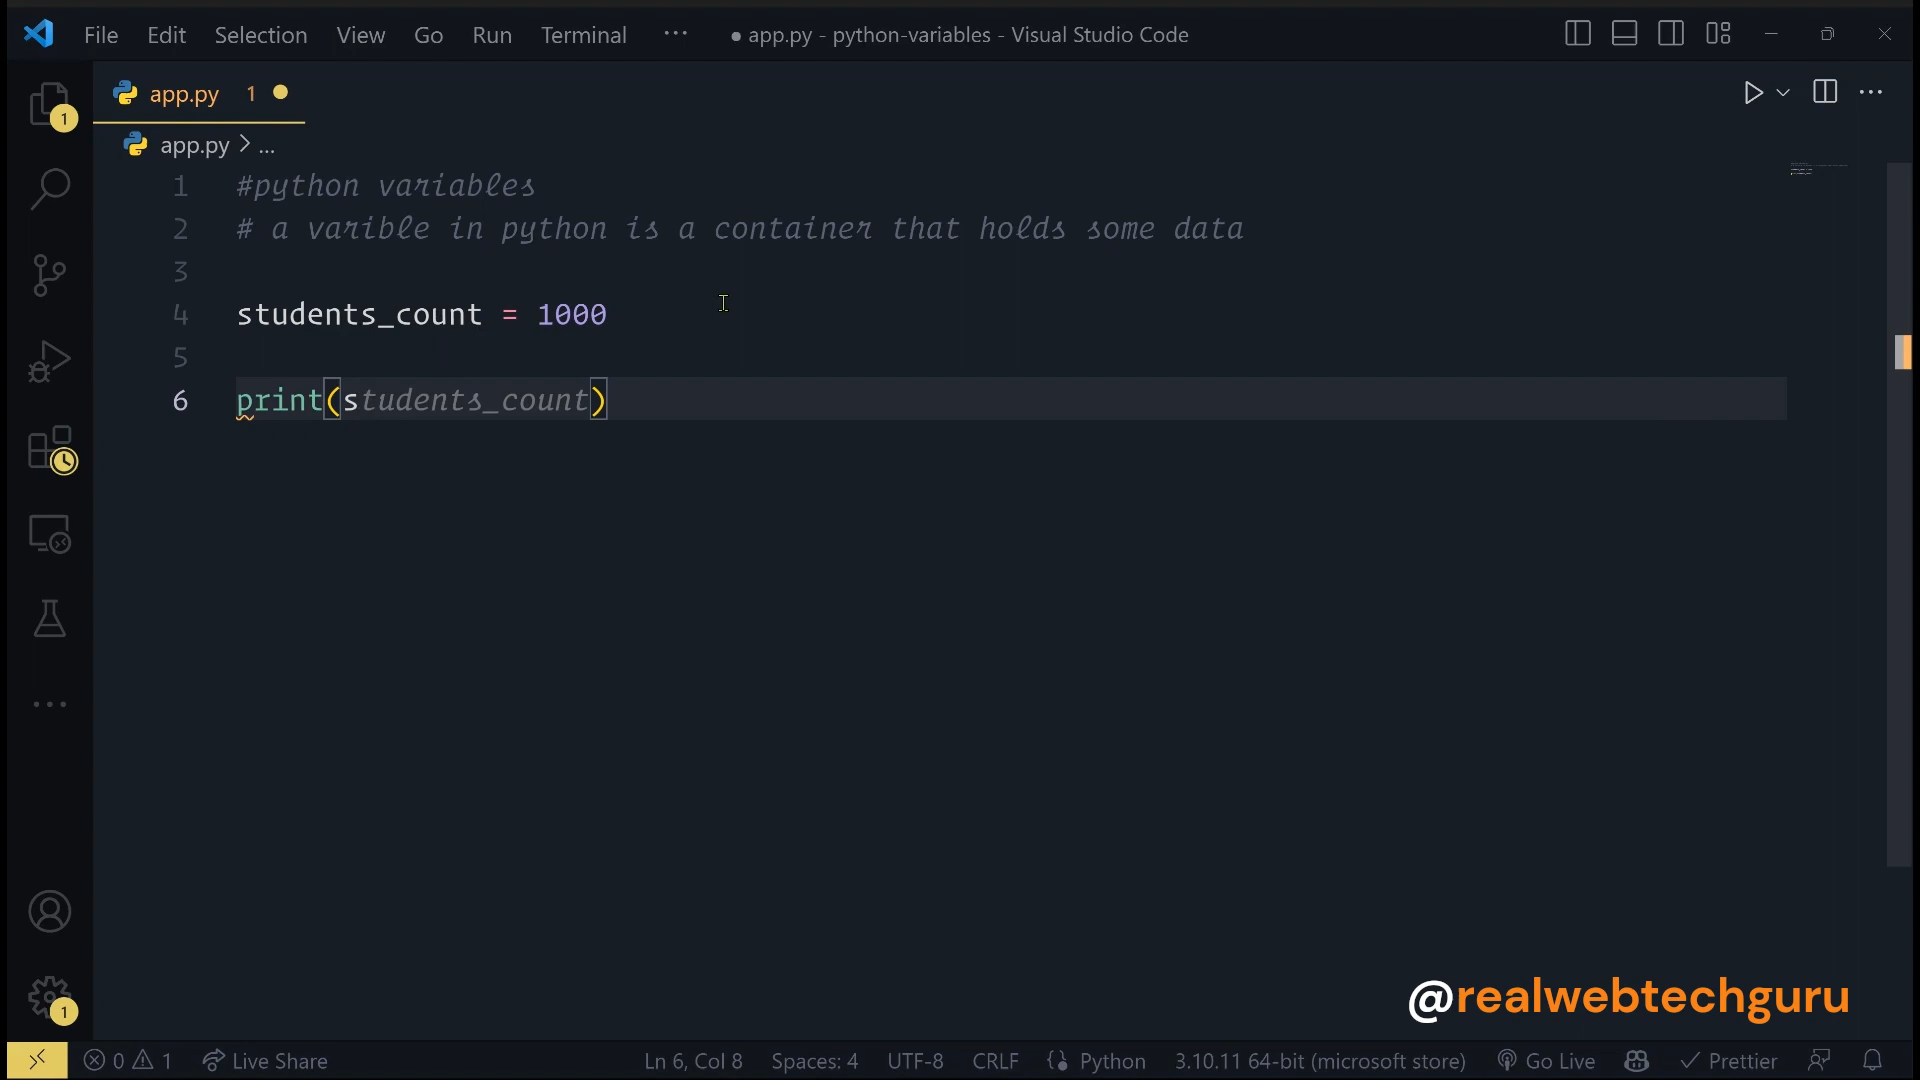 File Edit Selection View Go Run Terminal ··· ● app.py - python-variables - Visual Studio Code
app.py 1
1
app.py > ...
1 #python variables
2 # a varible in python is a container that holds some data
3
4 students_count = 1000
5
6 print(students_count)
1
@realwebtechguru
0 1 Live Share Ln 6, Col 8 Spaces: 4 UTF-8 CRLF Python 3.10.11 64-bit (microsoft store) Go Live Prettier